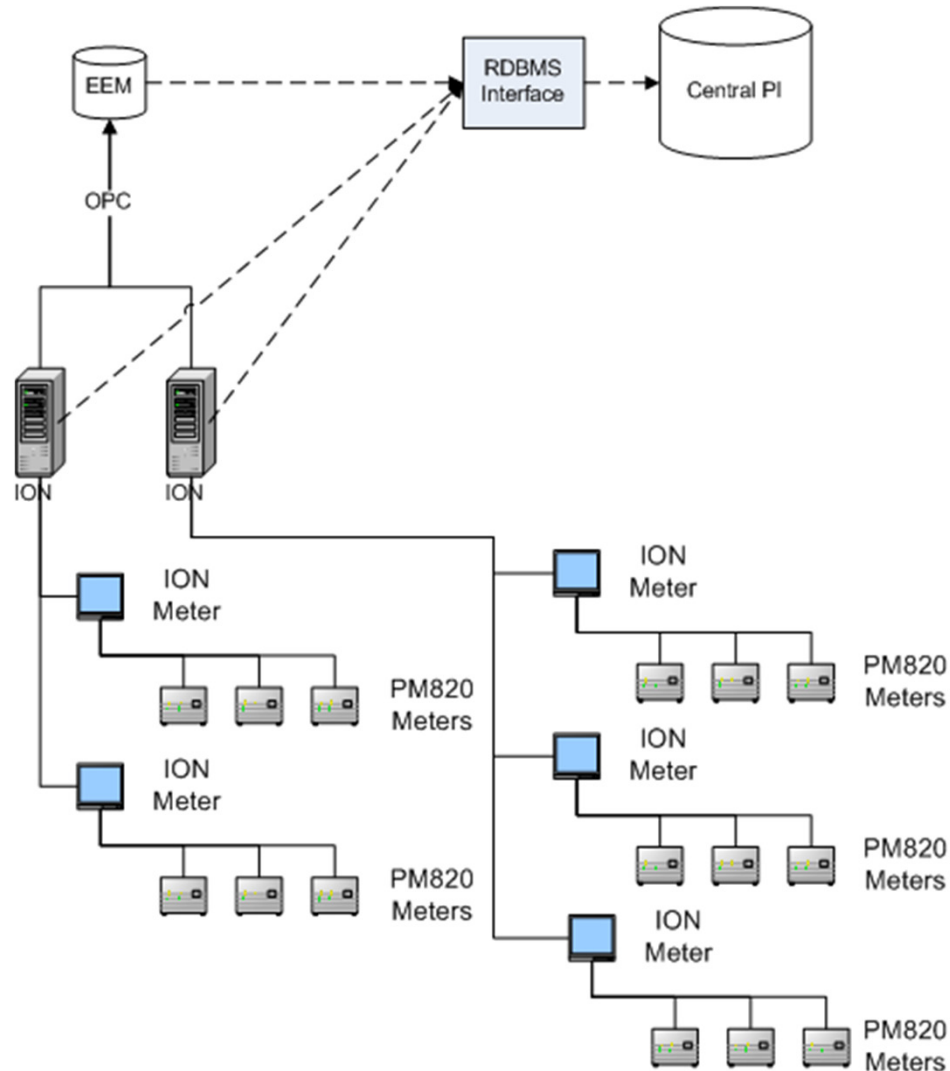 EEM
RDBMS
Interface
Central PI
OPC
ION
ION
ION
Meter
PM820
Meters
ION
Meter
PM820
Meters
ION
Meter
PM820
Meters
ION
Meter
PM820
Meters
ION
Meter
PM820
Meters